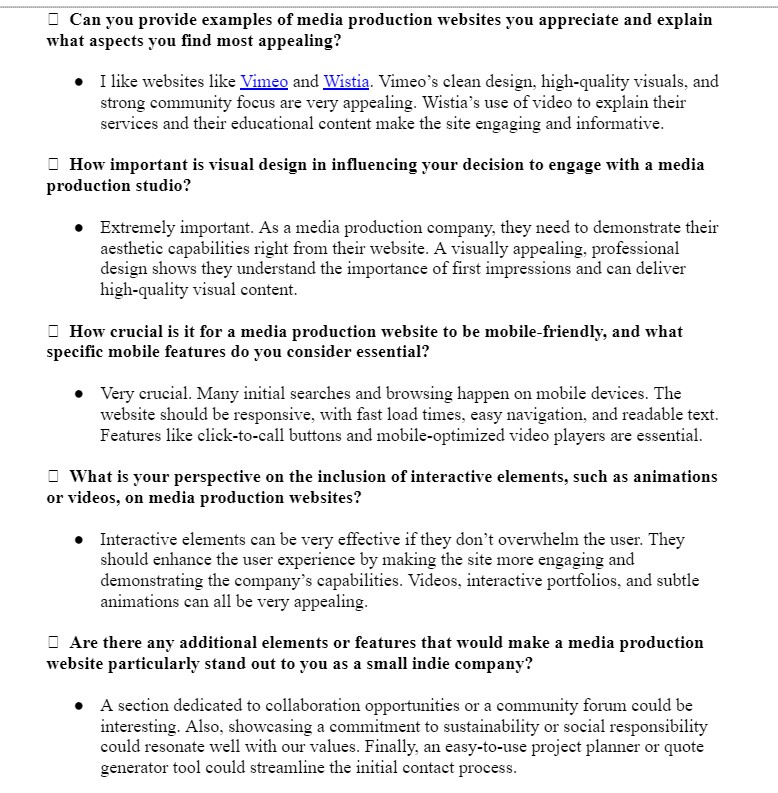 ☐ Can you provide examples of media production websites you appreciate and explain
what aspects you find most appealing?
● I like websites like Vimeo and Wistia. Vimeo’s clean design, high-quality visuals, and
strong community focus are very appealing. Wistia’s use of video to explain their
services and their educational content make the site engaging and informative.
☐ How important is visual design in influencing your decision to engage with a media
production studio?
● Extremely important. As a media production company, they need to demonstrate their
aesthetic capabilities right from their website. A visually appealing, professional
design shows they understand the importance of first impressions and can deliver
high-quality visual content.
☐ How crucial is it for a media production website to be mobile-friendly, and what
specific mobile features do you consider essential?
● Very crucial. Many initial searches and browsing happen on mobile devices. The
website should be responsive, with fast load times, easy navigation, and readable text.
Features like click-to-call buttons and mobile-optimized video players are essential.
☐ What is your perspective on the inclusion of interactive elements, such as animations
or videos, on media production websites?
● Interactive elements can be very effective if they don’t overwhelm the user. They
should enhance the user experience by making the site more engaging and
demonstrating the company’s capabilities. Videos, interactive portfolios, and subtle
animations can all be very appealing.
☐ Are there any additional elements or features that would make a media production
website particularly stand out to you as a small indie company?
● A section dedicated to collaboration opportunities or a community forum could be
interesting. Also, showcasing a commitment to sustainability or social responsibility
could resonate well with our values. Finally, an easy-to-use project planner or quote
generator tool could streamline the initial contact process.